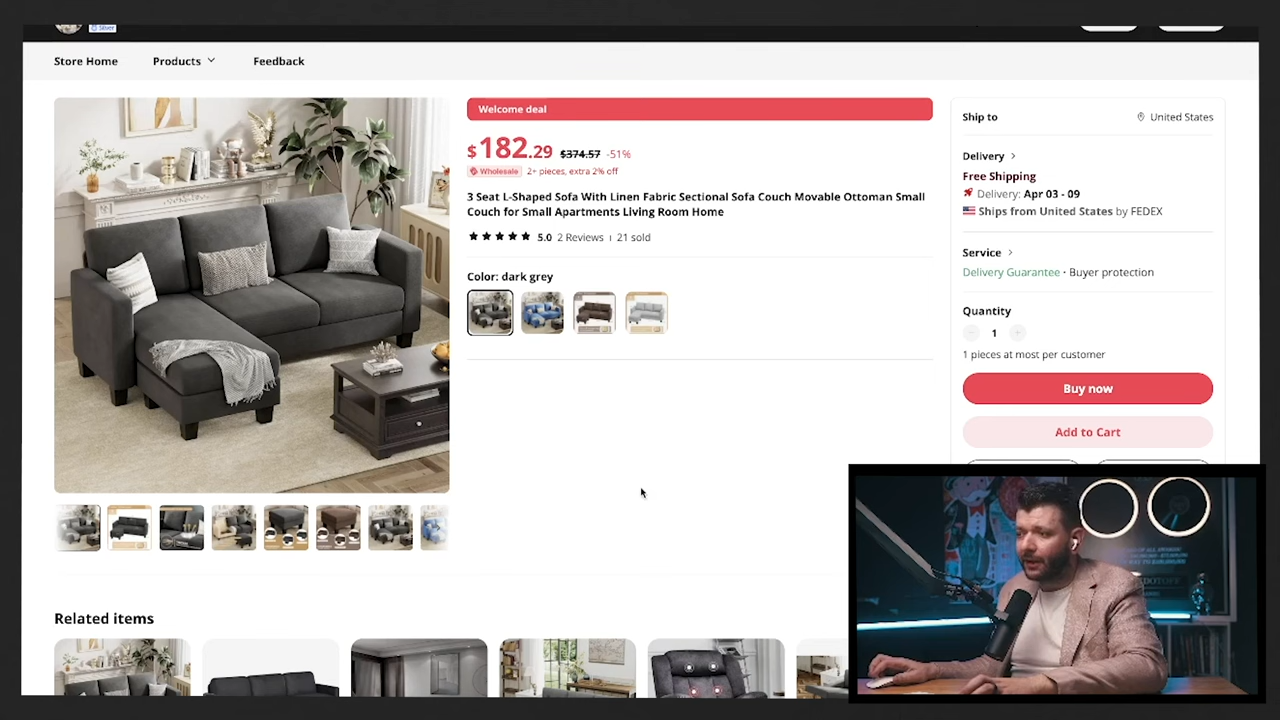 Silver
Store Home
Products
Feedback
Welcome deal
$182.29 $374.57 -51%
Wholesale 2+ pieces, extra 2% off
3 Seat L-Shaped Sofa With Linen Fabric Sectional Sofa Couch Movable Ottoman Small
Couch for Small Apartments Living Room Home
5.0 2 Reviews 21 sold
Color: dark grey
Ship to United States
Delivery
Free Shipping
Delivery: Apr 03 - 09
Ships from United States by FEDEX
Service
Delivery Guarantee • Buyer protection
Quantity
1
1 pieces at most per customer
Buy now
Add to Cart
Related items